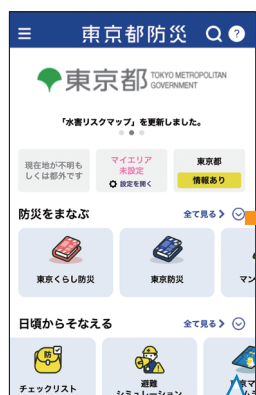 東京都防災
?
東京都 TOKYO METROPOLITAN
GOVERNMENT
「水害リスクマップ」を更新しました。
現在地が不明も
しくは都外です
マイエリア
未設定
設定を開く
東京都
情報あり
防災をまなぶ 全て見る
東京くらし防災
東京防災
マン
日頃からそなえる 全て見る
防
チェックリスト
避難
シミュレーション